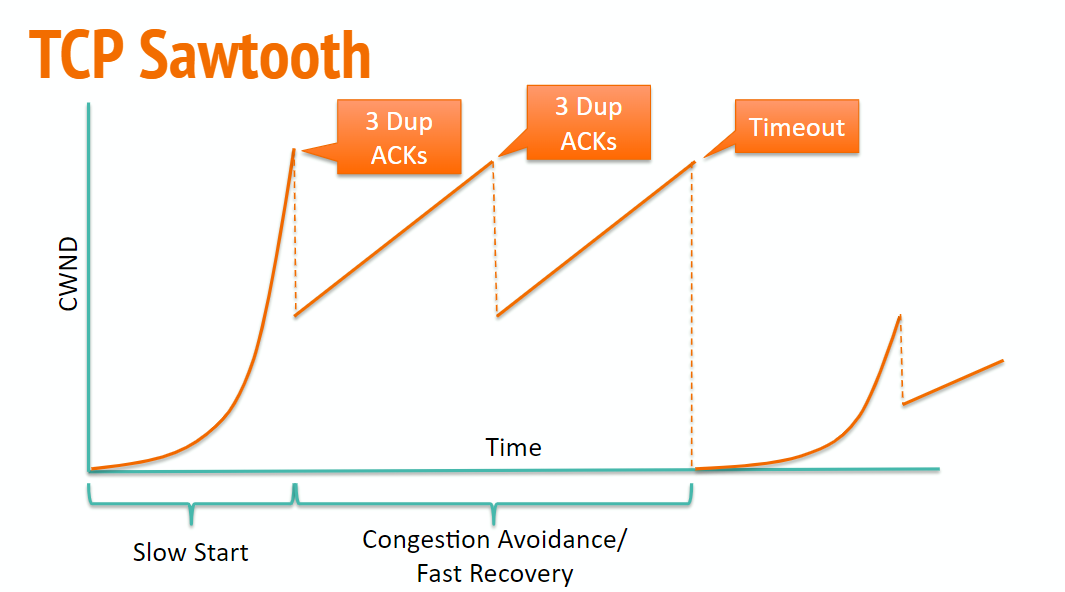 TCP Sawtooth
3 Dup
ACKs
3 Dup
ACKs
Timeout
CWND
Time
Slow Start
Congestion Avoidance/
Fast Recovery